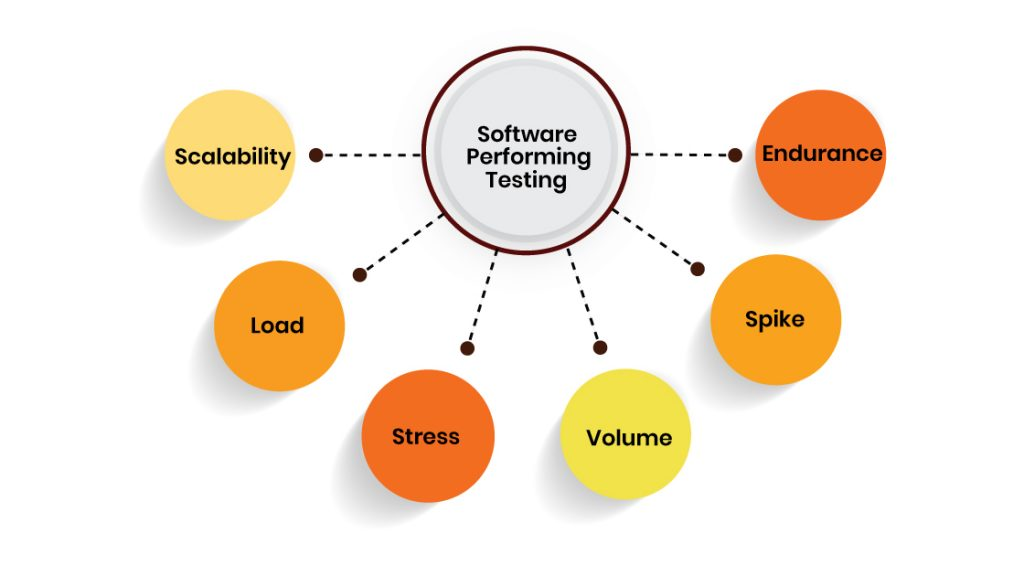 Software
Performing
Testing
Scalability
Endurance
Load
Spike
Stress
Volume